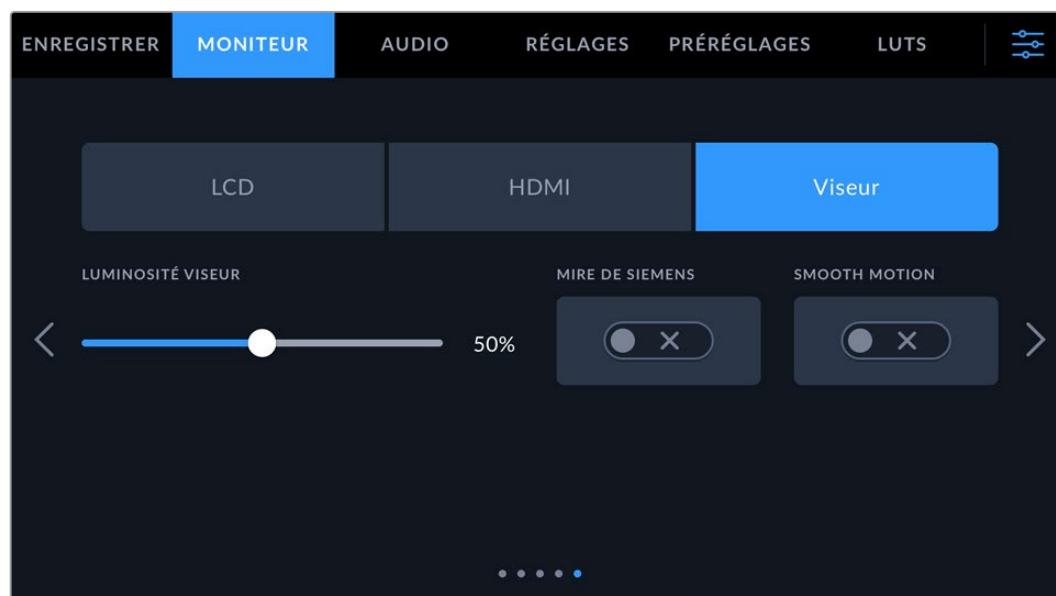 ENREGISTRER MONITEUR AUDIO RÉGLAGES PRÉRÉGLAGES LUTS
LCD HDMI Viseur
LUMINOSITÉ VISEUR MIRE DE SIEMENS SMOOTH MOTION
50%